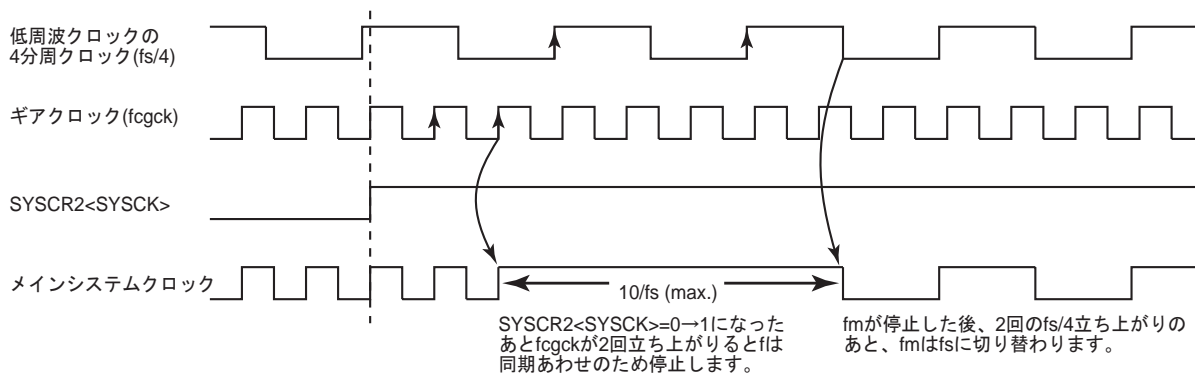 低周波クロックの
4分周クロック(fs/4)
ギアクロック(fcgck)
SYSCR2<SYSCK>
メインシステムクロック
10/fs (max.)
SYSCR2<SYSCK>=0→1になった
あとfcgckが2回立ち上がりるとfは
同期あわせのため停止します。
fmが停止した後、2回のfs/4立ち上がりの
あと、fmはfsに切り替わります。